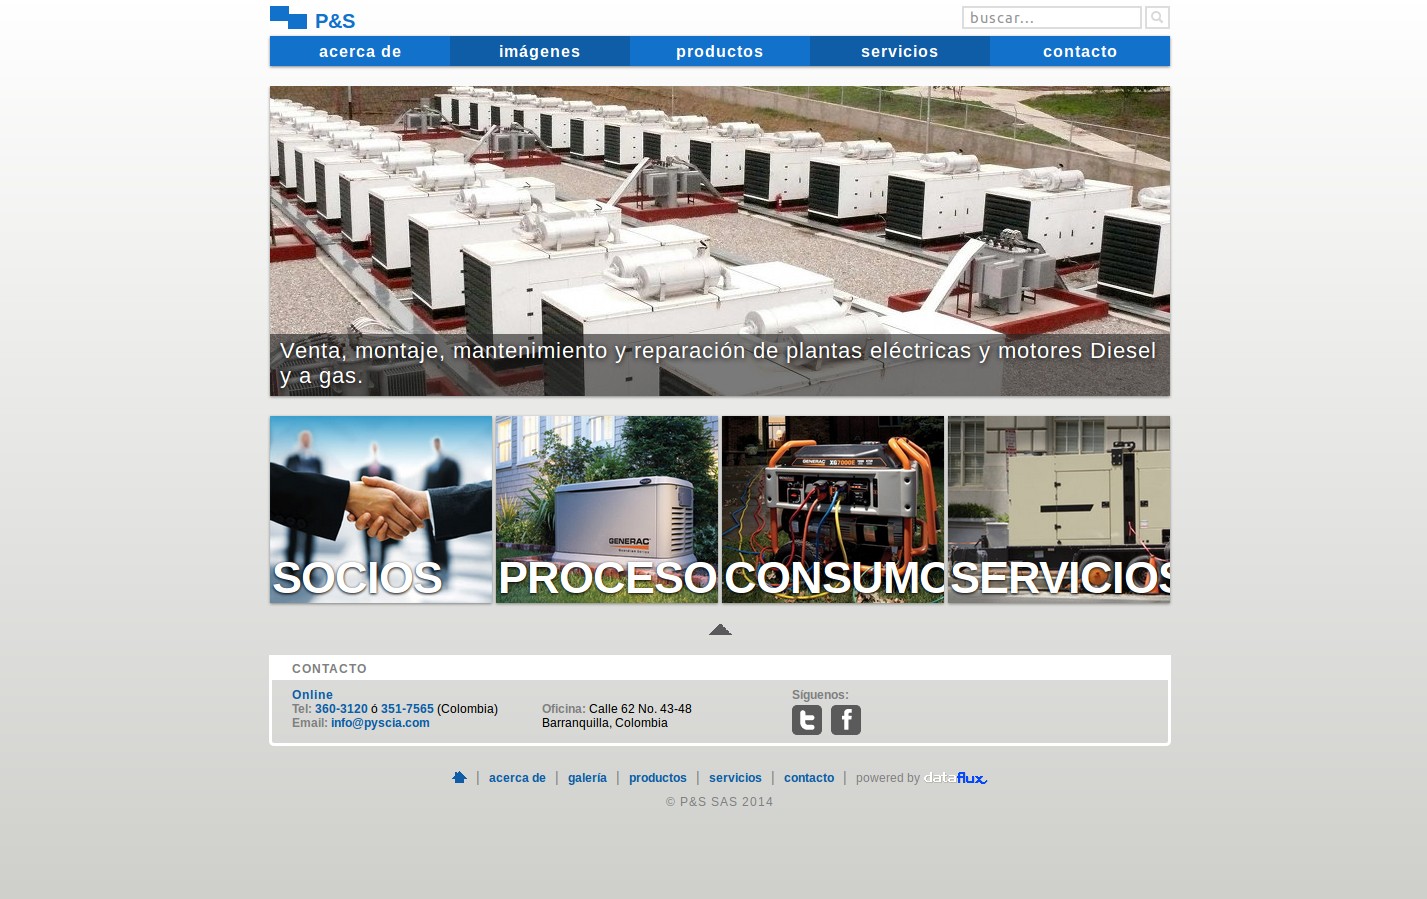 P&S
buscar...
acerca de
imágenes
productos
servicios
contacto
Venta, montaje, mantenimiento y reparación de plantas eléctricas y motores Diesel
y a gas.
GENERAC
GENERAC XG7000E
SOCIOS
PROCESO
CONSUMO
SERVICIOS
CONTACTO
Online
Tel: 360-3120 ó 351-7565 (Colombia)
Email: info@pyscia.com
Oficina: Calle 62 No. 43-48
Barranquilla, Colombia
Síguenos:
| acerca de | galería | productos | servicios | contacto | powered by dataflux
© P&S SAS 2014